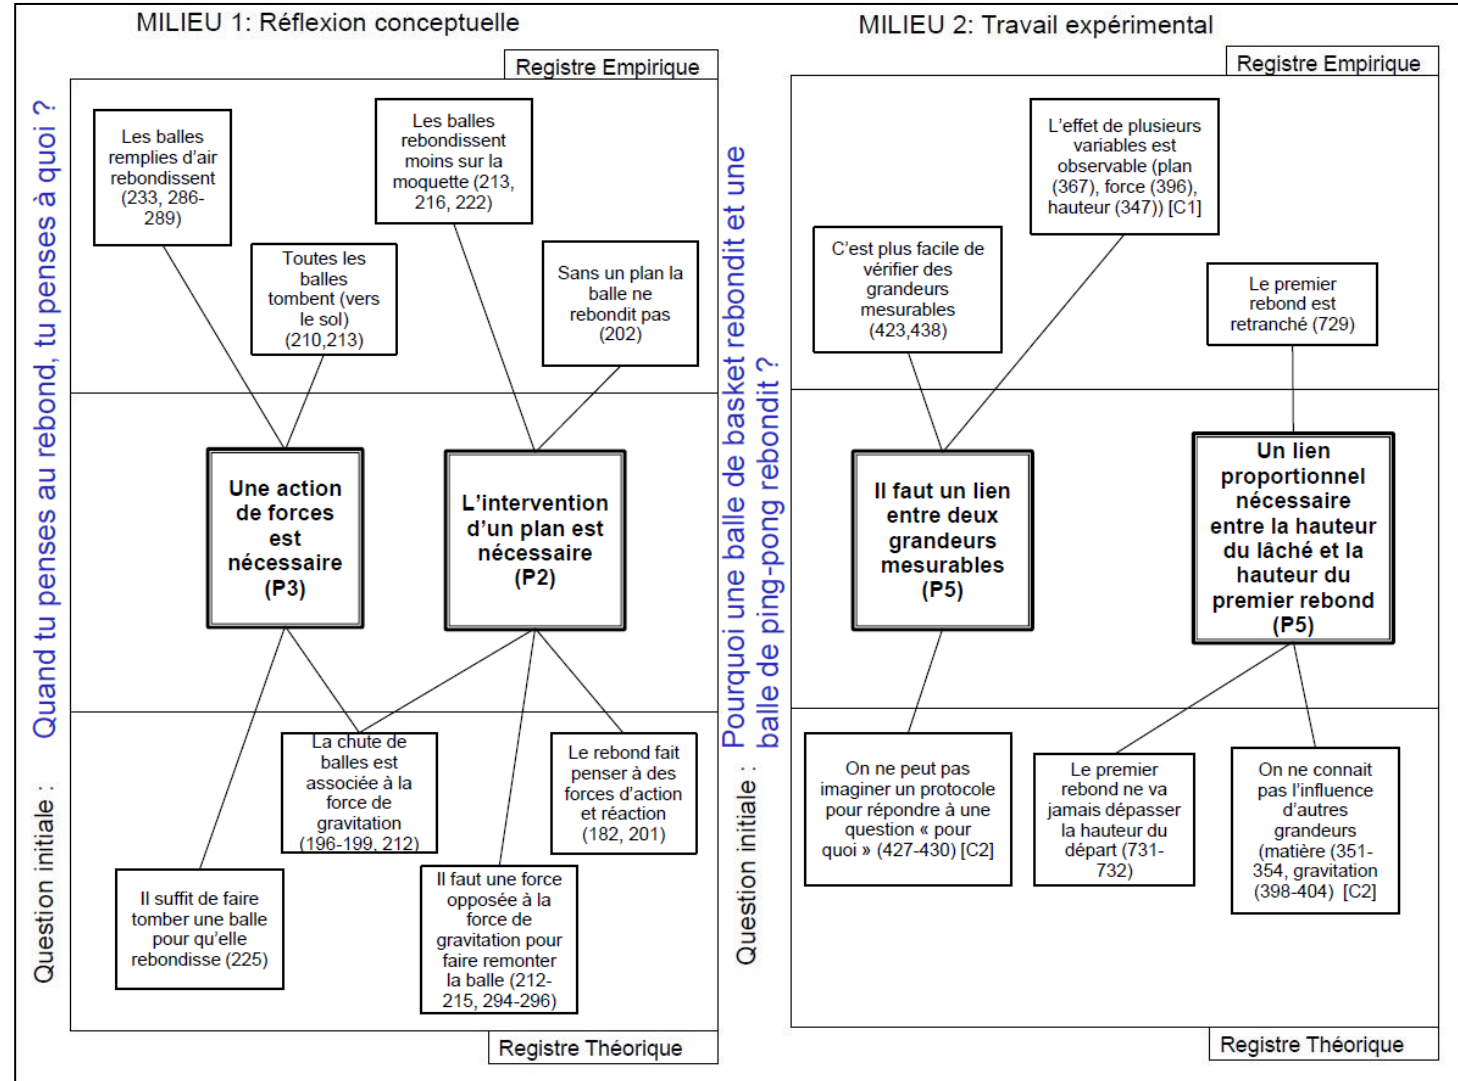 MILIEU 1: Réflexion conceptuelle
Registre Empirique
Quand tu penses au rebond, tu penses à quoi ?
Question initiale :
Les balles
remplies d'air
rebondissent
(233, 286-
289)
Les balles
rebondissent
moins sur la
moquette (213,
216, 222)
Toutes les
balles
tombent (vers
le sol)
(210,213)
Sans un plan la
balle ne
rebondit pas
(202)
Une action
de forces
est
nécessaire
(P3)
L'intervention
d'un plan est
nécessaire
(P2)
La chute de
balles est
associée à la
force de
gravitation
(196-199, 212)
Le rebond fait
penser à des
forces d'action
et réaction
(182, 201)
Il suffit de faire
tomber une balle
pour qu'elle
rebondisse (225)
Il faut une force
opposée à la
force de
gravitation pour
faire remonter
la balle (212-
215, 294-296)
Registre Théorique
MILIEU 2: Travail expérimental
Registre Empirique
Pourquoi une balle de basket rebondit et une
balle de ping-pong rebondit ?
Question initiale :
L'effet de plusieurs
variables est
observable (plan
(367), force (396),
hauteur (347)) [C1]
C'est plus facile de
vérifier des
grandeurs
mesurables
(423,438)
Le premier
rebond est
retranché (729)
Il faut un lien
entre deux
grandeurs
mesurables
(P5)
Un lien
proportionnel
nécessaire
entre la hauteur
du lâché et la
hauteur du
premier rebond
(P5)
On ne peut pas
imaginer un protocole
pour répondre à une
question « pour
quoi » (427-430) [C2]
Le premier
rebond ne va
jamais dépasser
la hauteur du
départ (731-
732)
On ne connait
pas l'influence
d'autres
grandeurs
(matière (351-
354, gravitation
(398-404) [C2]
Registre Théorique